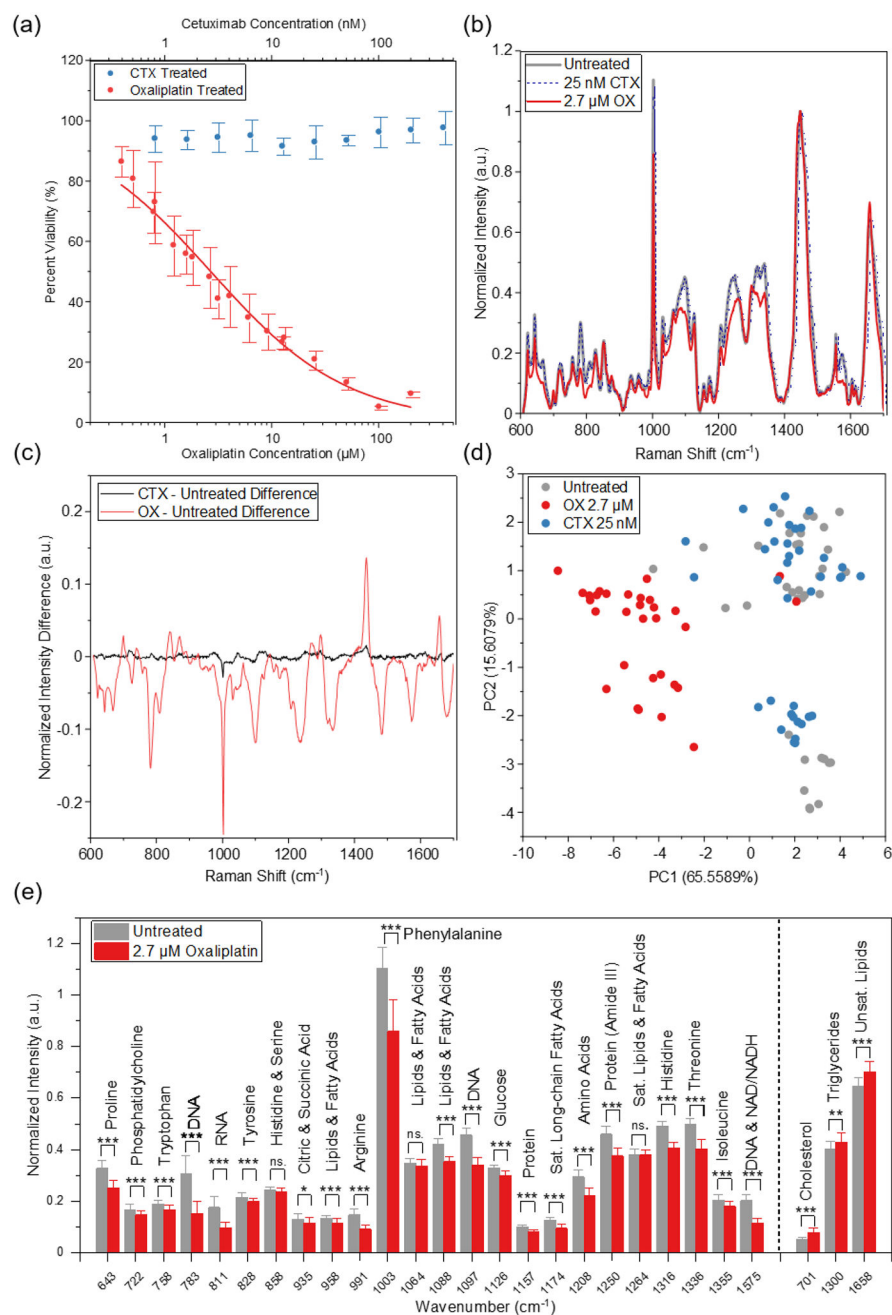 (a)
Cetuximab Concentration (nM)
1 10 100
CTX Treated
Oxaliplatin Treated
120
100
80
60
40
20
0
Percent Viability (%)
1 10 100
Oxaliplatin Concentration (µM)
(b)
Untreated
25 nM CTX
2.7 µM OX
1.2
1
0.8
0.6
0.4
0.2
0
Normalized Intensity (a.u.)
600 800 1000 1200 1400 1600
Raman Shift (cm-1)
(c)
CTX - Untreated Difference
OX - Untreated Difference
0.2
0.1
0
-0.1
-0.2
Normalized Intensity Difference (a.u.)
600 800 1000 1200 1400 1600
Raman Shift (cm-1)
(d)
Untreated
OX 2.7 µM
CTX 25 nM
3
2
1
0
-1
-2
-3
-4
PC2 (15.6079%)
-10 -8 -6 -4 -2 0 2 4 6
PC1 (65.5589%)
(e)
Untreated
2.7 µM Oxaliplatin
1.2
1
0.8
0.6
0.4
0.2
0
Normalized Intensity (a.u.)
*** Proline
*** Phosphatidylcholine
*** Tryptophan
*** DNA
*** RNA
*** Tyrosine
ns. Histidine & Serine
* Citric & Succinic Acid
*** Lipids & Fatty Acids
*** Arginine
*** Phenylalanine
ns. Lipids & Fatty Acids
*** Lipids & Fatty Acids
*** DNA
*** Glucose
*** Protein
*** Sat. Long-chain Fatty Acids
*** Amino Acids
*** Protein (Amide III)
ns. Sat. Lipids & Fatty Acids
*** Histidine
*** Threonine
*** Isoleucine
*** DNA & NAD/NADH
*** Cholesterol
** Triglycerides
*** Unsat. Lipids
643 722 758 783 811 828 858 935 958 991 1003 1064 1088 1097 1126 1157 1174 1208 1250 1264 1316 1336 1355 1575 701 1300 1658
Wavenumber (cm-1)